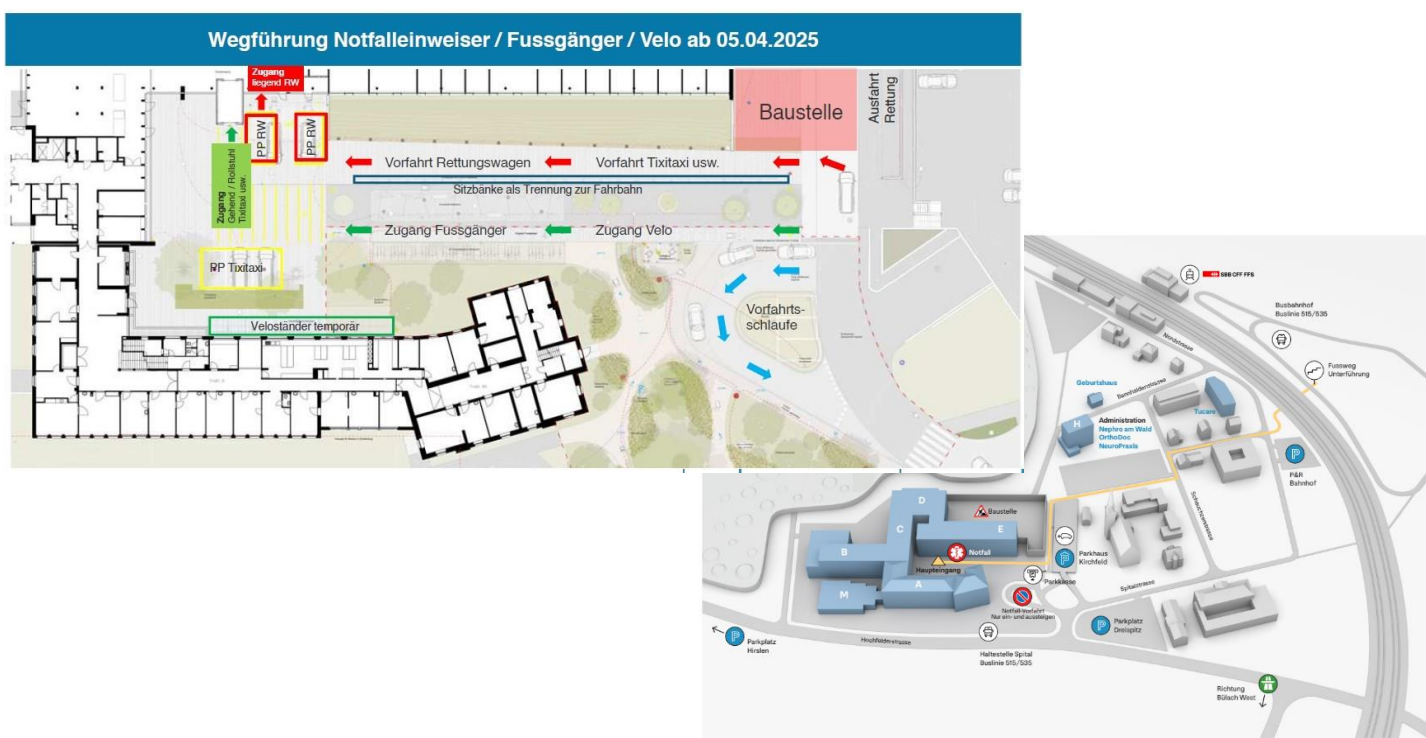 Wegführung Notfalleinweiser / Fussgänger / Velo ab 05.04.2025
Zugang
liegend RW
PP RW
PP RW
Zugang
Gehend / Rollstuhl
Tixitaxi usw.
Baustelle
Ausfahrt
Rettung
Vorfahrt Rettungswagen
Vorfahrt Tixitaxi usw.
Sitzbänke als Trennung zur Fahrbahn
Zugang Fussgänger
Zugang Velo
PP Tixitaxi
Vorfahrts-
schlaufe
Veloständer temporär
SBB CFF FFS
Busbahnhof
Buslinie 515/535
Nordstrasse
Fussweg
Unterführung
Geburtshaus
Bannhaldenstrasse
Tucare
H
Administration
Nephro am Wald
OrthoDoc
NeuroPraxis
P
P&R
Bahnhof
Scheuchzerstrasse
D
Baustelle
C
E
Notfall
B
Haupteingang
Parkhaus
Kirchfeld
Parkkasse
A
M
Spitalstrasse
Notfall-Vorfahrt
Nur ein- und aussteigen
P
Parkplatz
Dreispitz
P
Parkplatz
Hirslen
Hochfeldstrasse
Haltestelle Spital
Buslinie 515/535
Richtung
Bülach West